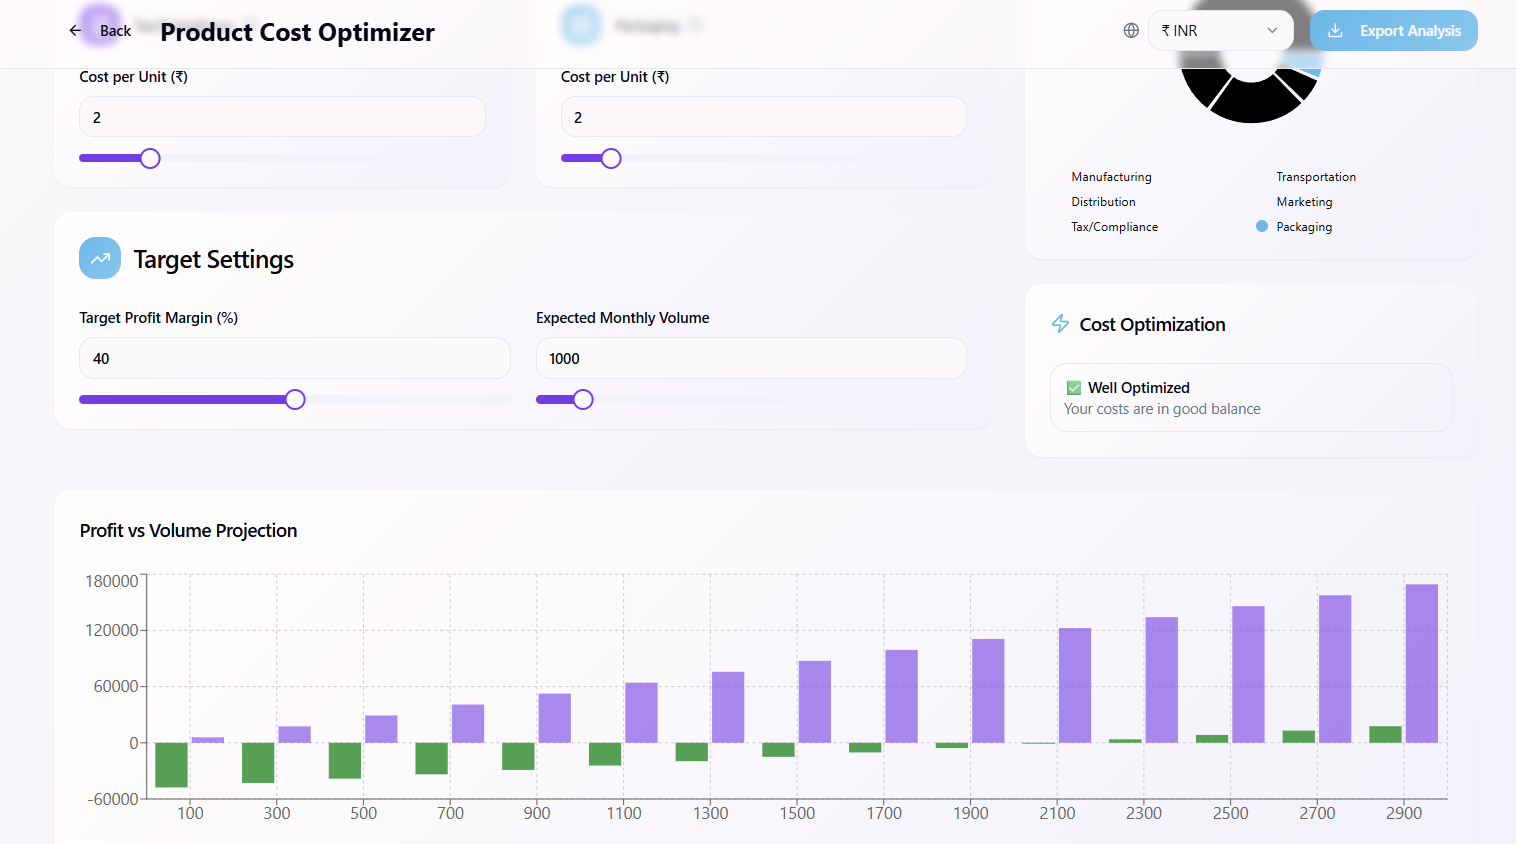 Back
Product Cost Optimizer
₹ INR
Export Analysis
Packaging
Cost per Unit (₹)
2
Cost per Unit (₹)
2
Manufacturing
Transportation
Distribution
Marketing
Tax/Compliance
Packaging
Target Settings
Target Profit Margin (%)
40
Expected Monthly Volume
1000
Cost Optimization
✅ Well Optimized
Your costs are in good balance
Profit vs Volume Projection
180000
120000
60000
0
-60000
100 300 500 700 900 1100 1300 1500 1700 1900 2100 2300 2500 2700 2900